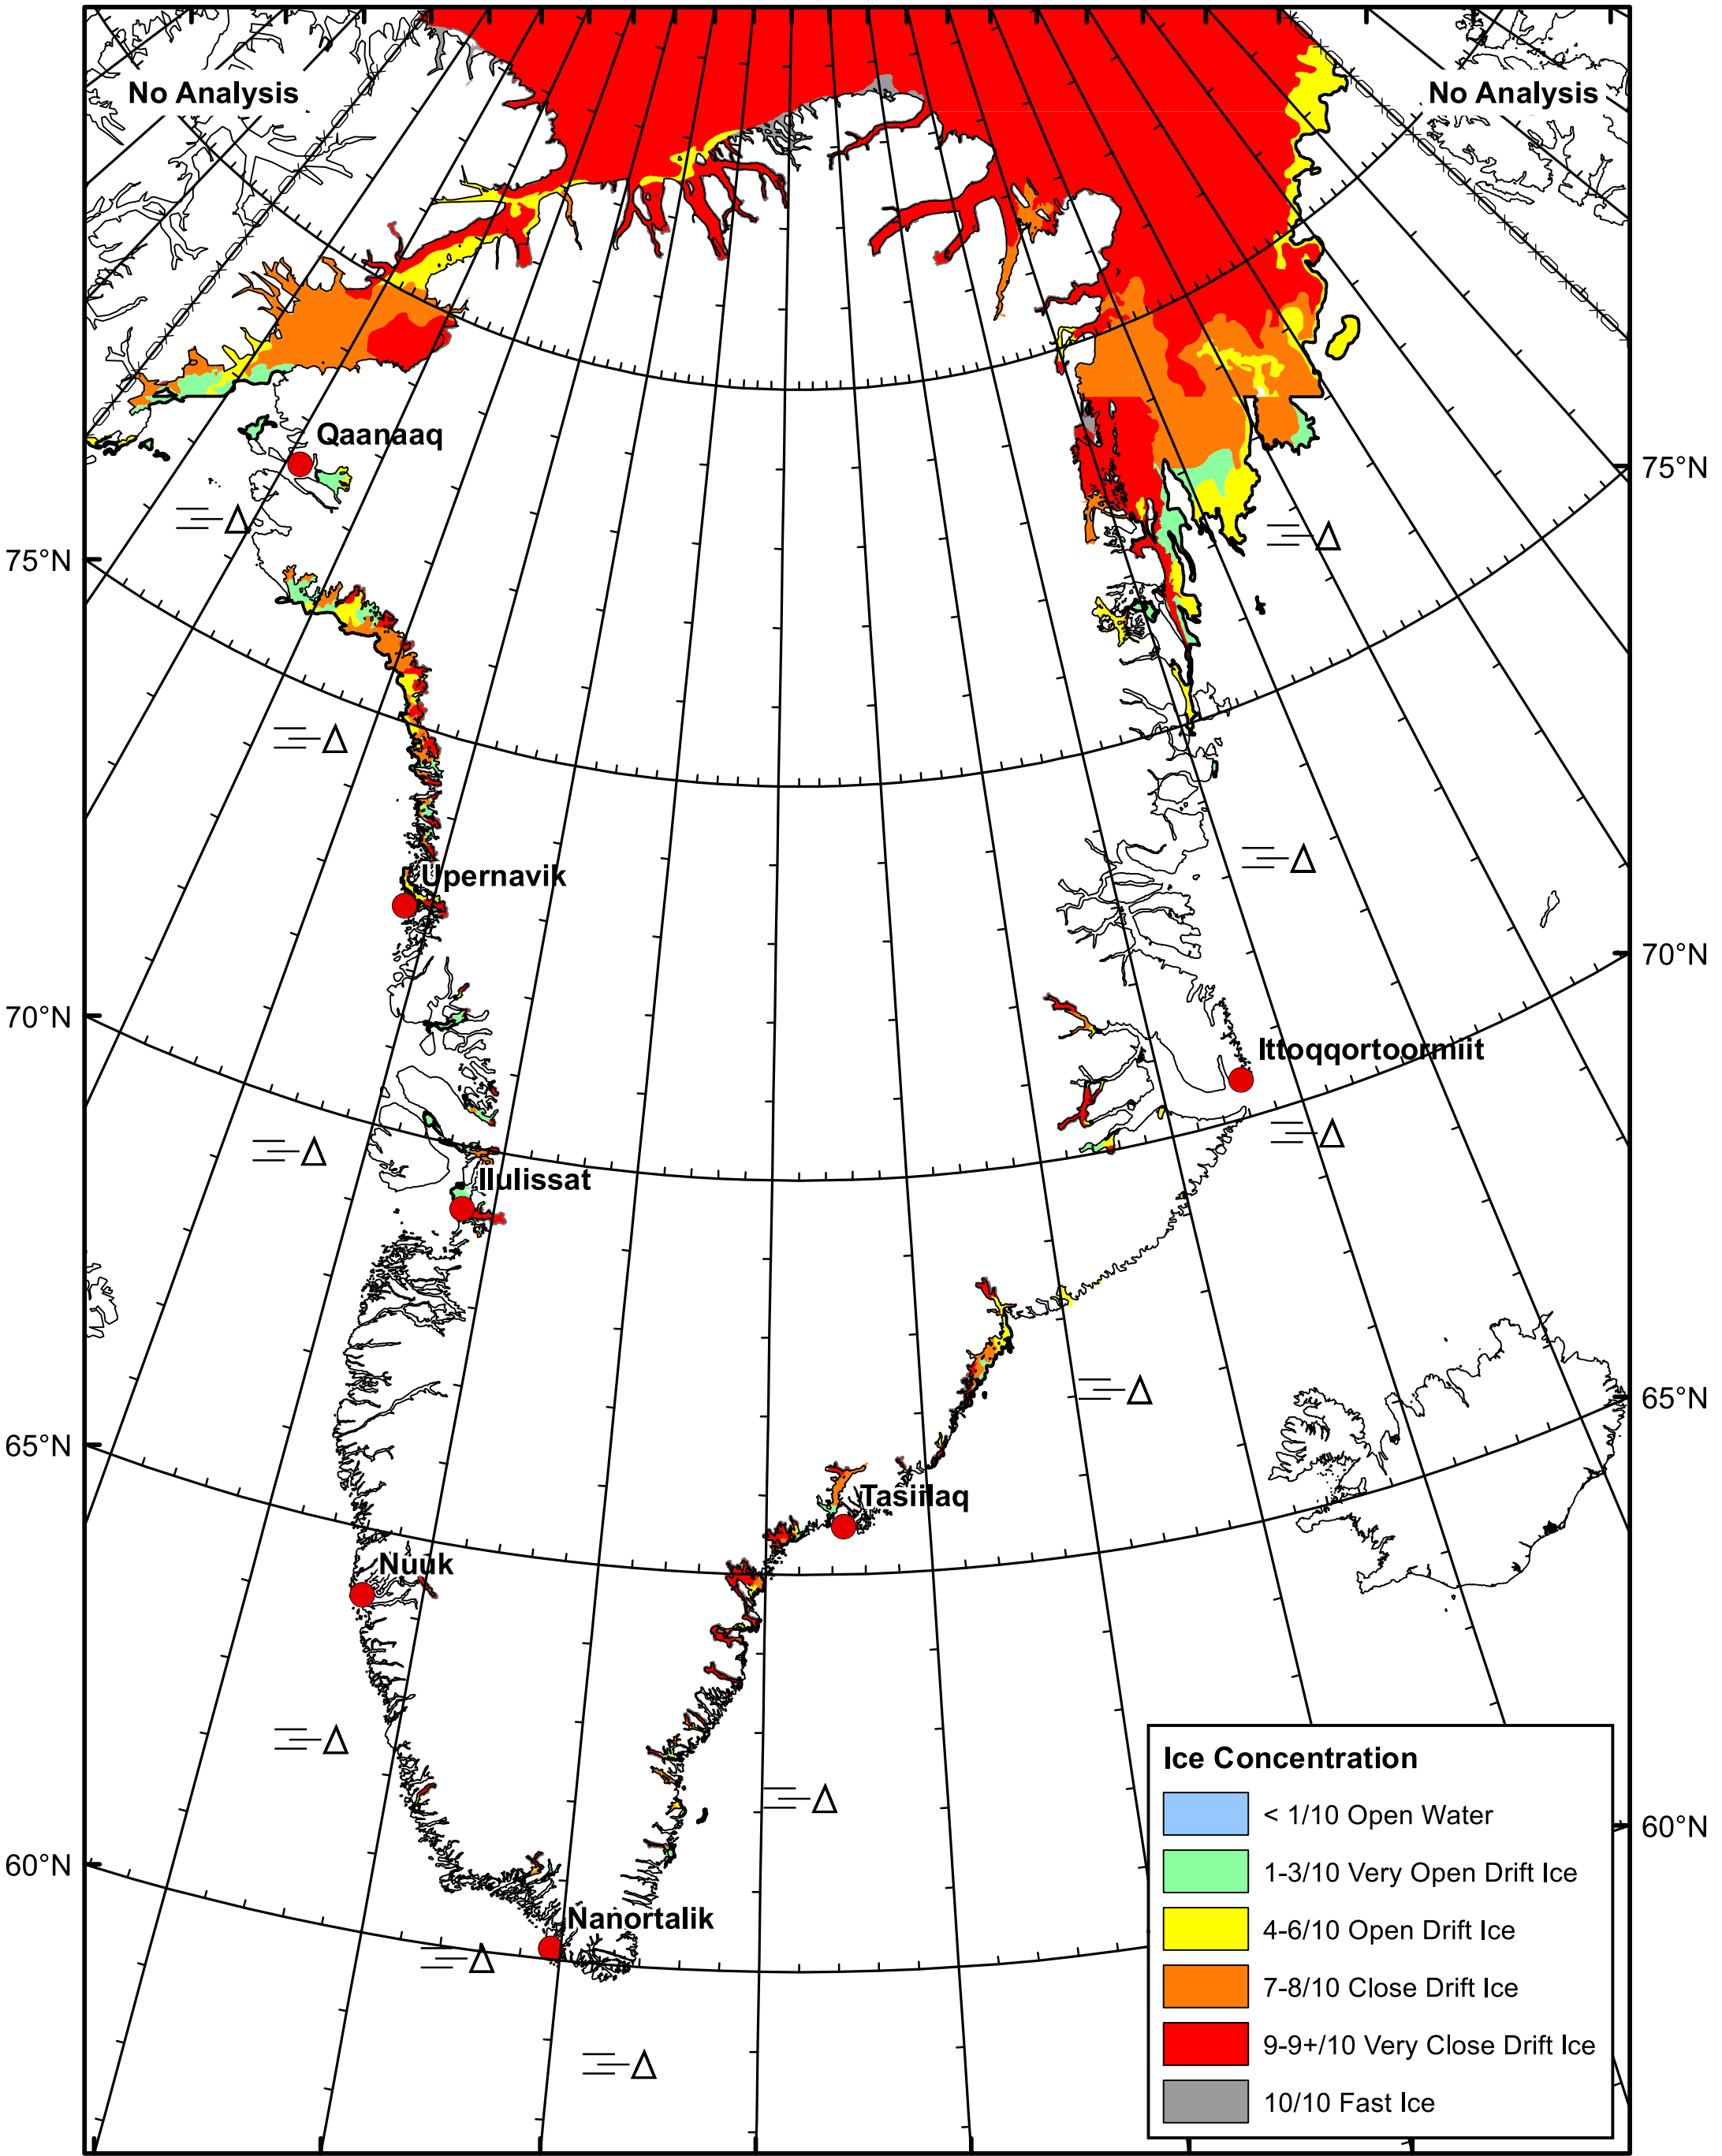 No Analysis
No Analysis
Qaanaaq
75°N
75°N
Upernavik
70°N
70°N
Ittoqqortoormiit
Ilulissat
65°N
65°N
Tasiilaq
Nuuk
60°N
60°N
Nanortalik
Ice Concentration
< 1/10 Open Water
1-3/10 Very Open Drift Ice
4-6/10 Open Drift Ice
7-8/10 Close Drift Ice
9-9+/10 Very Close Drift Ice
10/10 Fast Ice